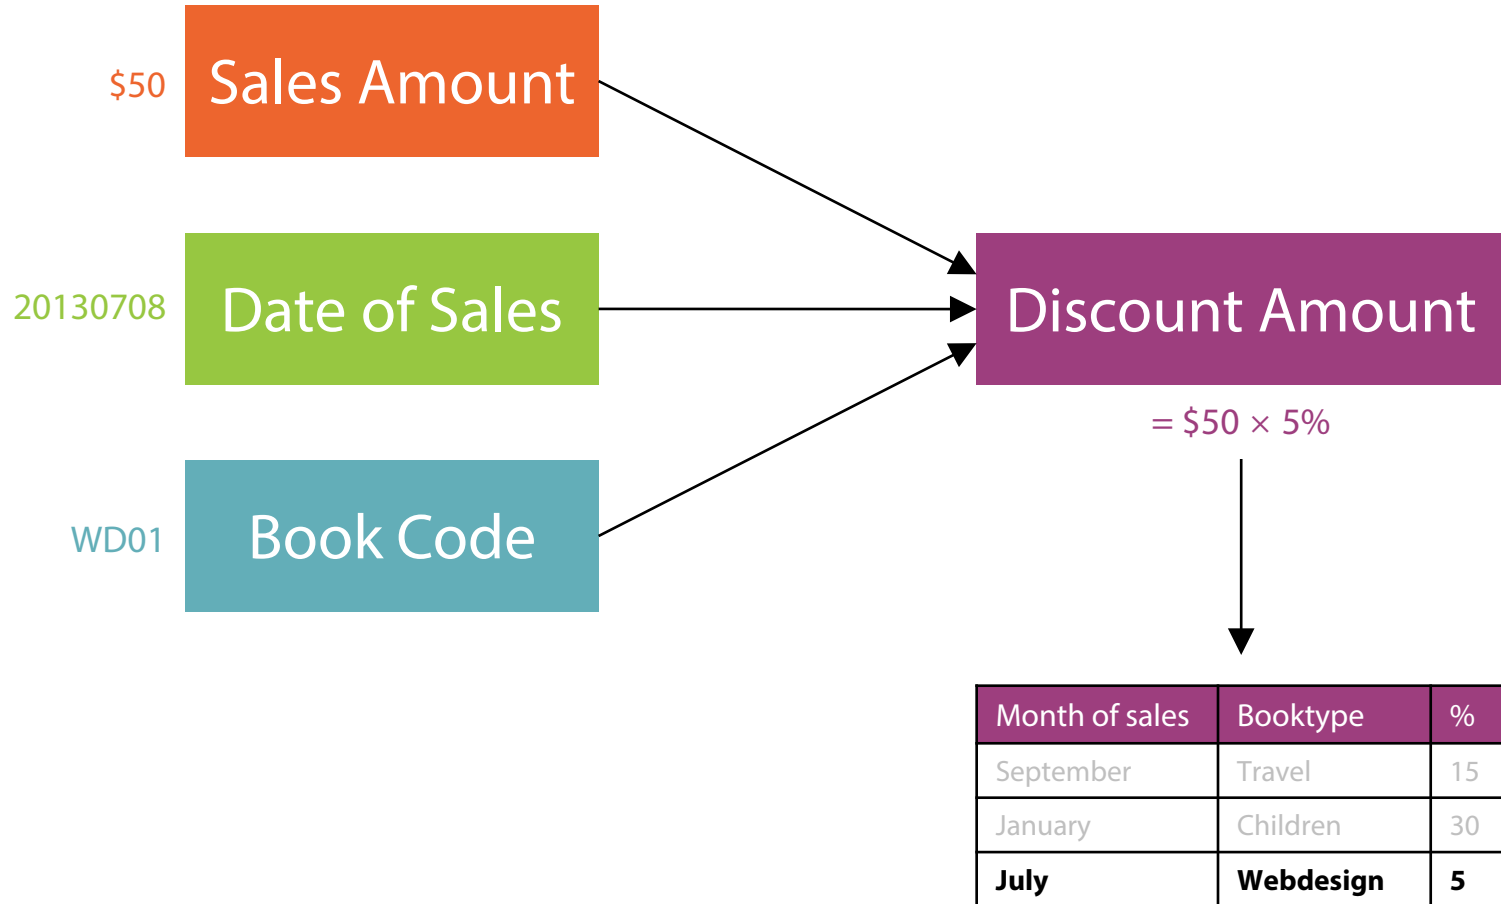 $50
Sales Amount
20130708
Date of Sales
Discount Amount
= $50 × 5%
WD01
Book Code
Month of sales Booktype %
September Travel 15
January Children 30
July Webdesign 5